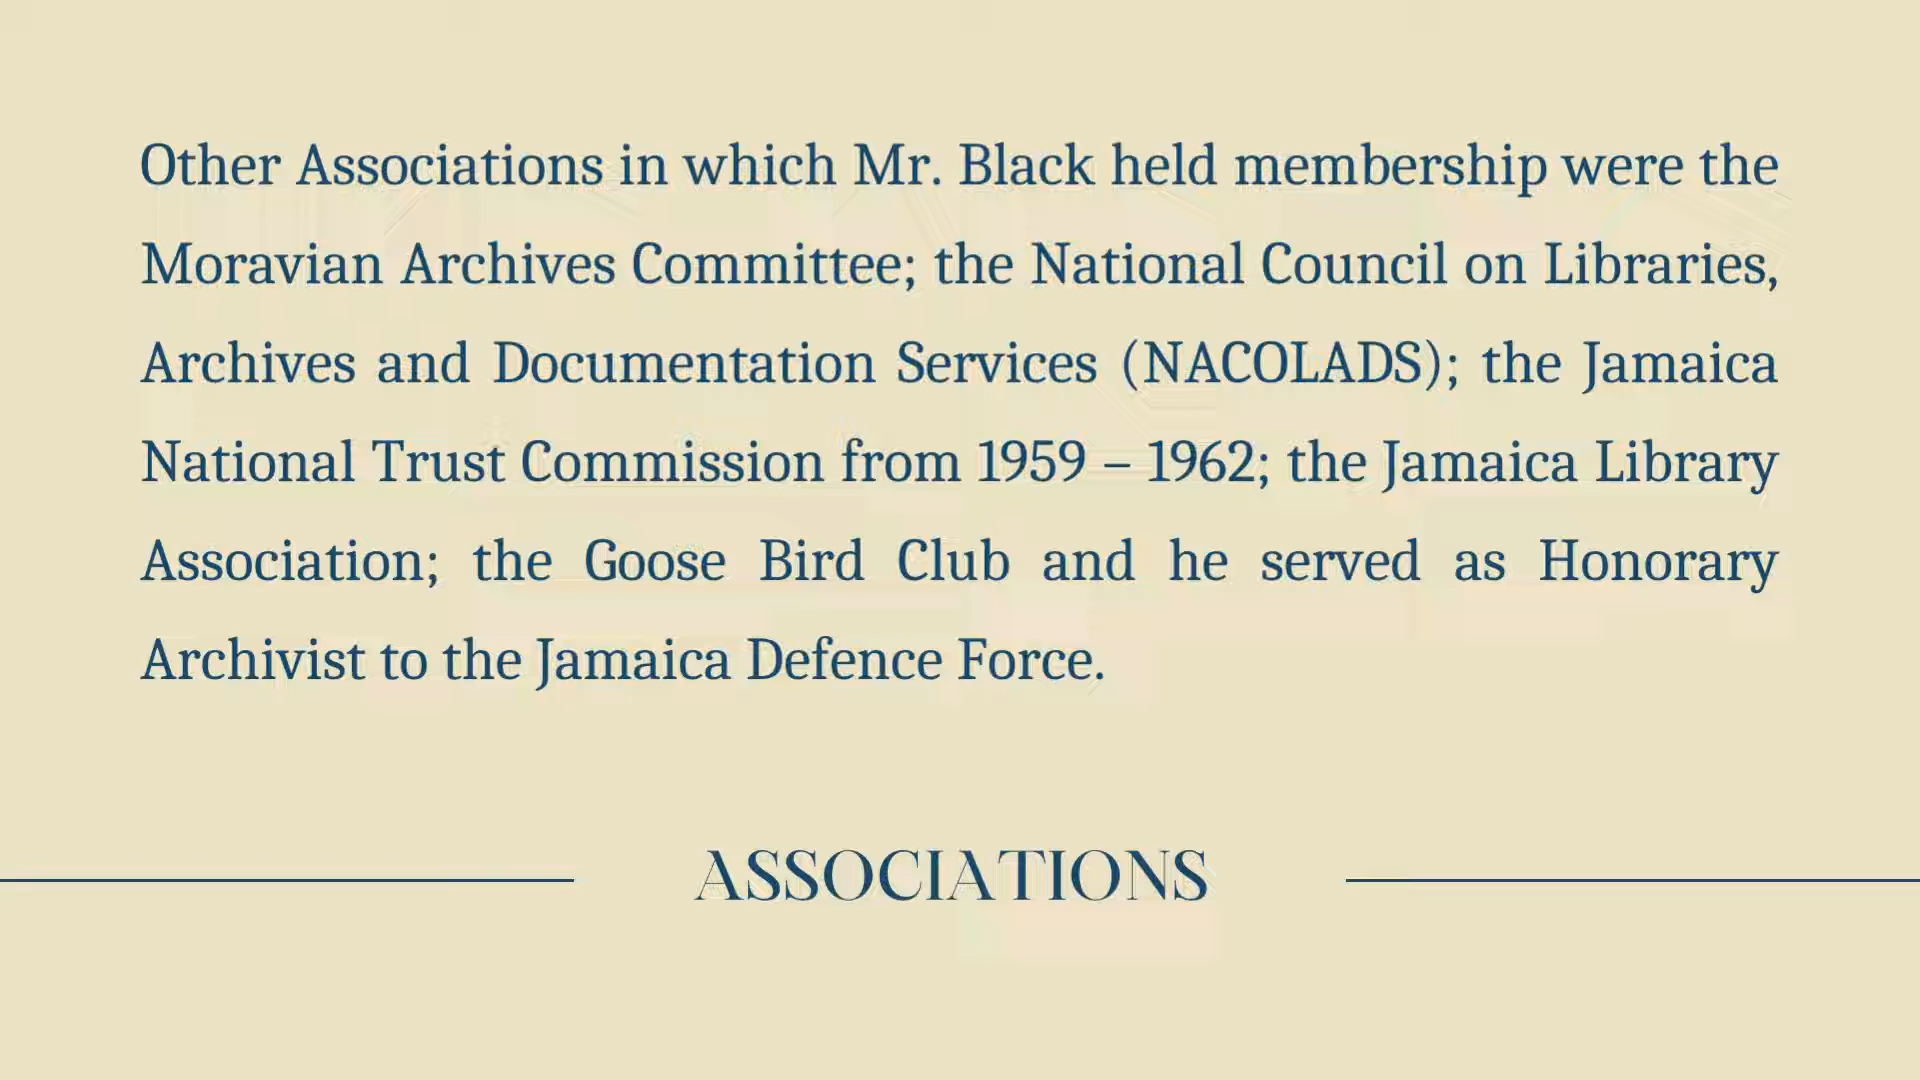 Other Associations in which Mr. Black held membership were the
Moravian Archives Committee; the National Council on Libraries,
Archives and Documentation Services (NACOLADS); the Jamaica
National Trust Commission from 1959 – 1962; the Jamaica Library
Association; the Goose Bird Club and he served as Honorary
Archivist to the Jamaica Defence Force.
ASSOCIATIONS